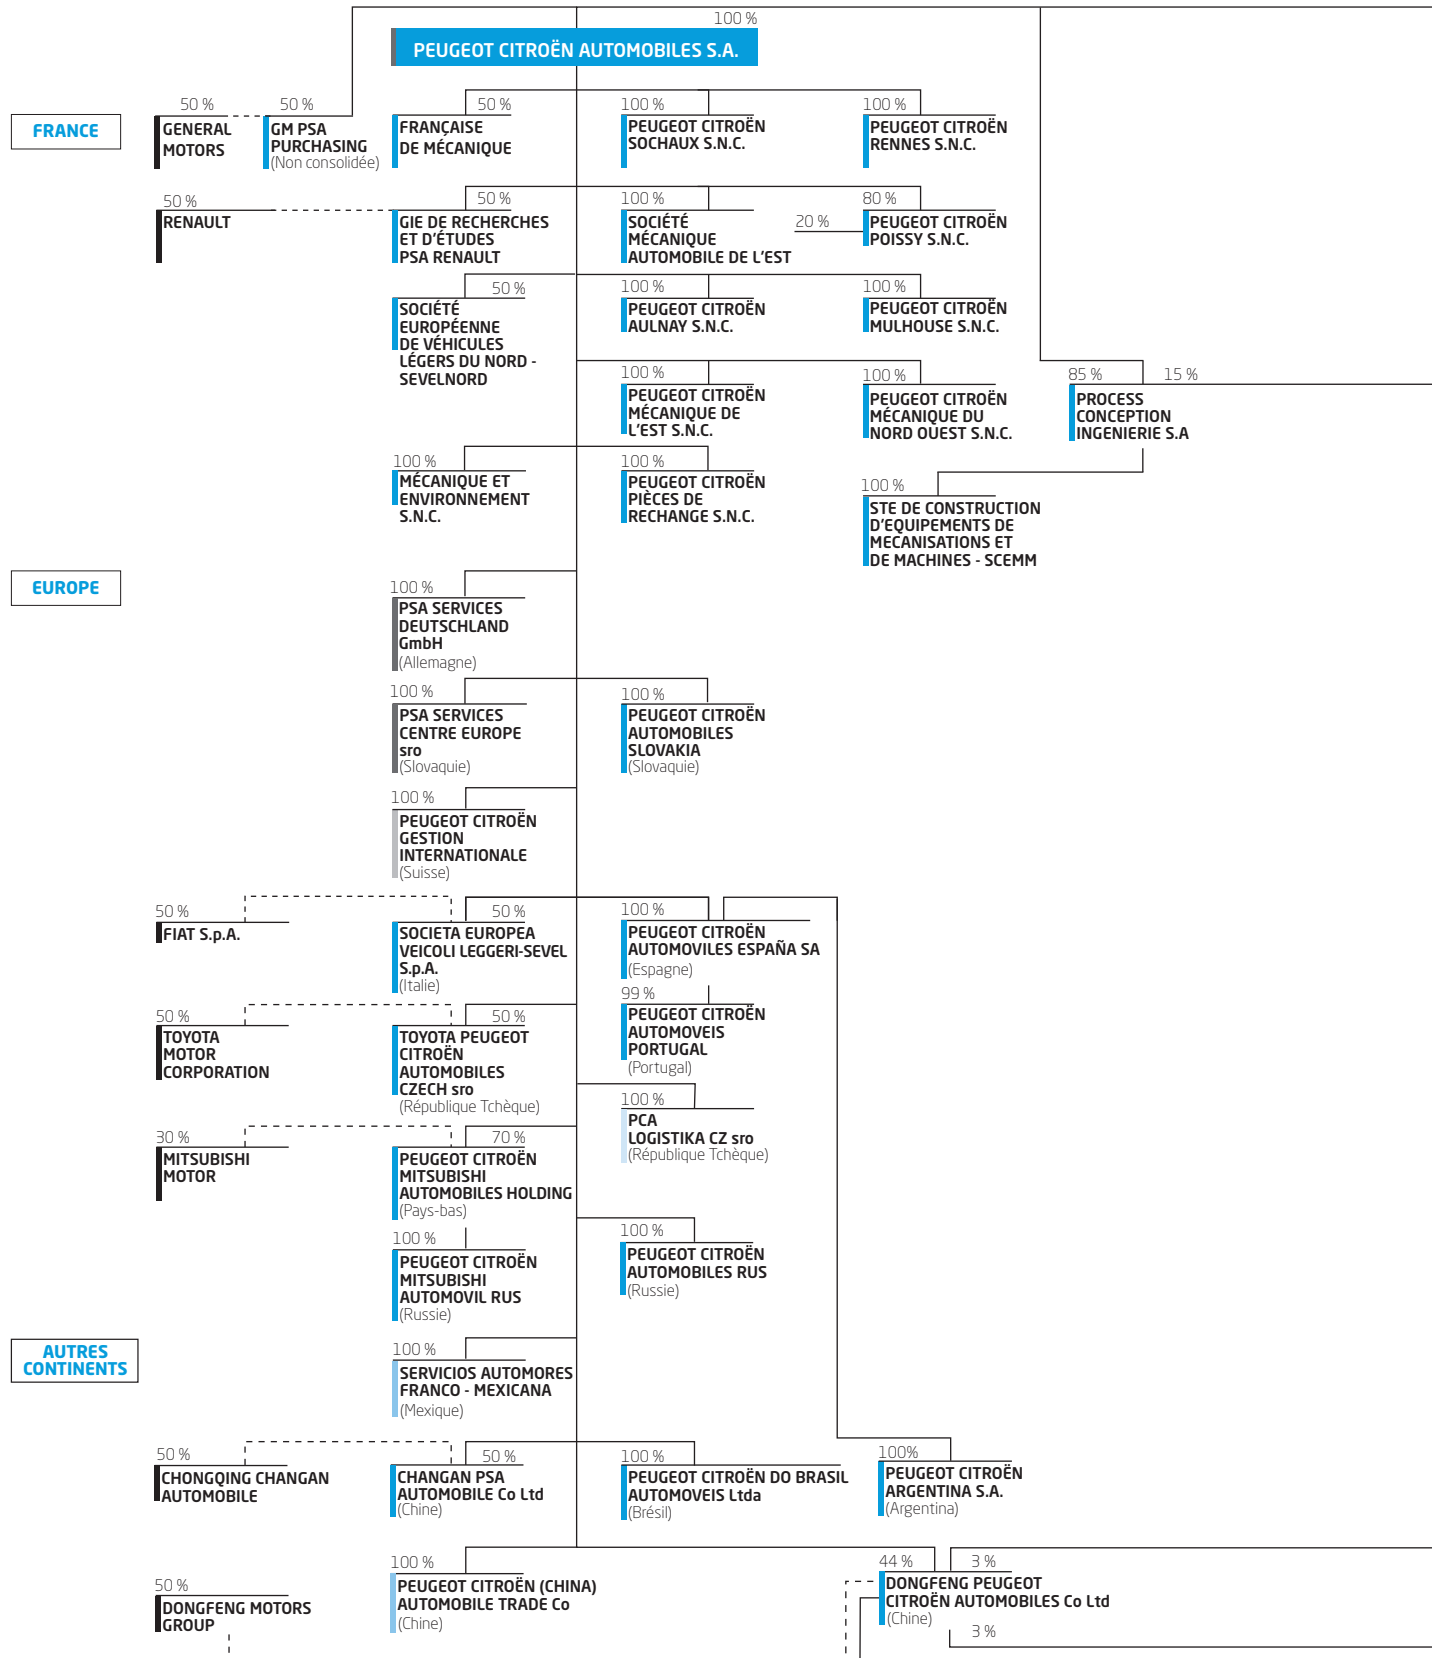 100 %
PEUGEOT CITROËN AUTOMOBILES S.A.
FRANCE
50 %
GENERAL
MOTORS
50 %
GM PSA
PURCHASING
(Non consolidée)
50 %
FRANÇAISE
DE MÉCANIQUE
100 %
PEUGEOT CITROËN
SOCHAUX S.N.C.
100 %
PEUGEOT CITROËN
RENNES S.N.C.
50 %
RENAULT
50 %
GIE DE RECHERCHES
ET D'ÉTUDES
PSA RENAULT
100 %
SOCIÉTÉ
MÉCANIQUE
AUTOMOBILE DE L'EST
20 %
80 %
PEUGEOT CITROËN
POISSY S.N.C.
50 %
SOCIÉTÉ
EUROPÉENNE
DE VÉHICULES
LÉGERS DU NORD -
SEVELNORD
100 %
PEUGEOT CITROËN
AULNAY S.N.C.
100 %
PEUGEOT CITROËN
MULHOUSE S.N.C.
100 %
PEUGEOT CITROËN
MÉCANIQUE DE
L'EST S.N.C.
100 %
PEUGEOT CITROËN
MÉCANIQUE DU
NORD OUEST S.N.C.
85 %
15 %
PROCESS
CONCEPTION
INGENIERIE S.A
100 %
MÉCANIQUE ET
ENVIRONNEMENT
S.N.C.
100 %
PEUGEOT CITROËN
PIÈCES DE
RECHANGE S.N.C.
100 %
STE DE CONSTRUCTION
D'EQUIPEMENTS DE
MECANISATIONS ET
DE MACHINES - SCEMM
EUROPE
100 %
PSA SERVICES
DEUTSCHLAND
GmbH
(Allemagne)
100 %
PSA SERVICES
CENTRE EUROPE
sro
(Slovaquie)
100 %
PEUGEOT CITROËN
AUTOMOBILES
SLOVAKIA
(Slovaquie)
100 %
PEUGEOT CITROËN
GESTION
INTERNATIONALE
(Suisse)
50 %
FIAT S.p.A.
50 %
SOCIETA EUROPEA
VEICOLI LEGGERI-SEVEL
S.p.A.
(Italie)
100 %
PEUGEOT CITROËN
AUTOMOVILES ESPAÑA SA
(Espagne)
99 %
PEUGEOT CITROËN
AUTOMOVEIS
PORTUGAL
(Portugal)
50 %
TOYOTA
MOTOR
CORPORATION
50 %
TOYOTA PEUGEOT
CITROËN
AUTOMOBILES
CZECH sro
(République Tchèque)
100 %
PCA
LOGISTIKA CZ sro
(République Tchèque)
30 %
MITSUBISHI
MOTOR
70 %
PEUGEOT CITROËN
MITSUBISHI
AUTOMOBILES HOLDING
(Pays-bas)
100 %
PEUGEOT CITROËN
MITSUBISHI
AUTOMOVIL RUS
(Russie)
100 %
PEUGEOT CITROËN
AUTOMOBILES RUS
(Russie)
AUTRES
CONTINENTS
100 %
SERVICIOS AUTOMORES
FRANCO - MEXICANA
(Mexique)
50 %
CHONGQING CHANGAN
AUTOMOBILE
50 %
CHANGAN PSA
AUTOMOBILE Co Ltd
(Chine)
100 %
PEUGEOT CITROËN DO BRASIL
AUTOMOVEIS Ltda
(Brésil)
100%
PEUGEOT CITROËN
ARGENTINA S.A.
(Argentina)
50 %
DONGFENG MOTORS
GROUP
100 %
PEUGEOT CITROËN (CHINA)
AUTOMOBILE TRADE Co
(Chine)
44 %
3 %
DONGFENG PEUGEOT
CITROËN AUTOMOBILES Co Ltd
(Chine)
3 %